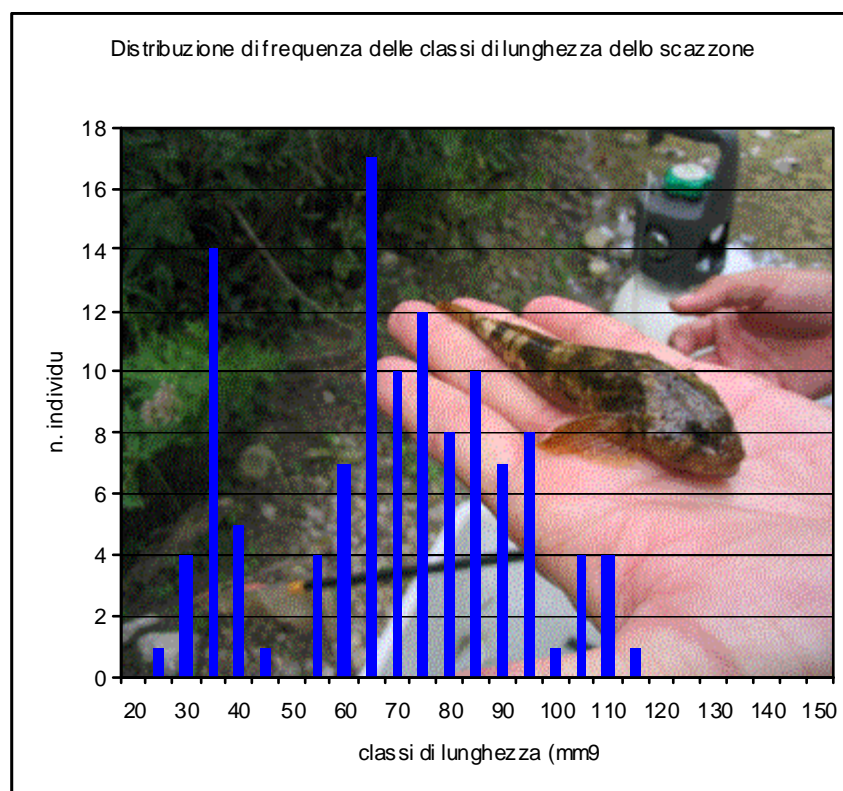 Distribuzione di frequenza delle classi di lunghezza dello scazzone
18
16
14
12
10
8
6
4
2
0
n. individu
20 30 40 50 60 70 80 90 100 110 120 130 140 150
classi di lunghezza (mm9